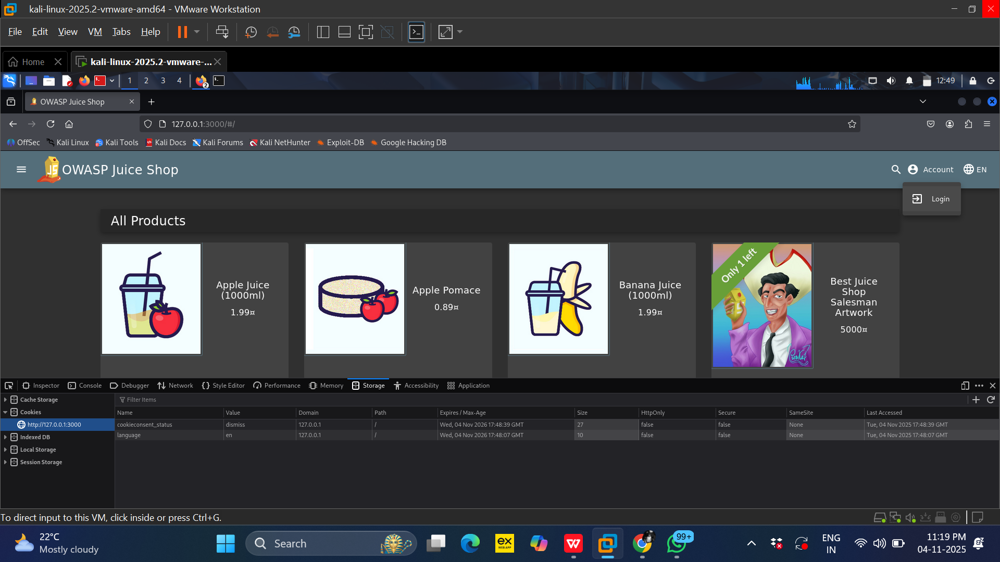 kali-linux-2025.2-vmware-amd64 - VMware Workstation
File Edit View VM Tabs Help
Home
kali-linux-2025.2-vmware-...
1 2 3 4
2
12:49
OWASP Juice Shop
127.0.0.1:3000/#/
OffSec Kali Linux Kali Tools Kali Docs Kali Forums Kali NetHunter Exploit-DB Google Hacking DB
OWASP Juice Shop
Account EN
Login
All Products
Apple Juice
(1000ml)
1.99¤
Apple Pomace
0.89¤
Banana Juice
(1000ml)
1.99¤
Only 1 left
Best Juice
Shop
Salesman
Artwork
5000¤
Inspector Console Debugger Network Style Editor Performance Memory Storage Accessibility Application
Cache Storage
Cookies
http://127.0.0.1:3000
Indexed DB
Local Storage
Session Storage
Filter Items
Name Value Domain Path Expires / Max-Age Size HttpOnly Secure SameSite Last Accessed
cookieconsent_status dismiss 127.0.0.1 / Wed, 04 Nov 2026 17:48:39 GMT 27 false false None Tue, 04 Nov 2025 17:48:39 GMT
language en 127.0.0.1 / Wed, 04 Nov 2026 17:48:07 GMT 10 false false None Tue, 04 Nov 2025 17:48:07 GMT
To direct input to this VM, click inside or press Ctrl+G.
22°C
Mostly cloudy
Search
ex
WEB APP
99+
ENG
IN
11:19 PM
04-11-2025